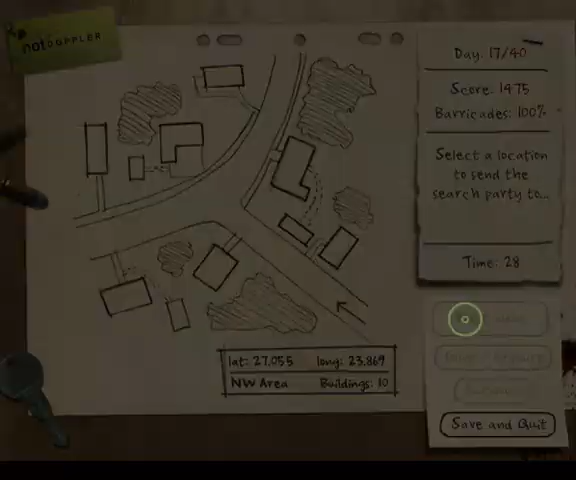 notdoppler
Day: 17/40
Score: 1475
Barricades: 100%
Select a location
to send the
search party to...
Time: 28
lat: 27.055 long: 23.869
NW Area Buildings: 10
Save and Quit